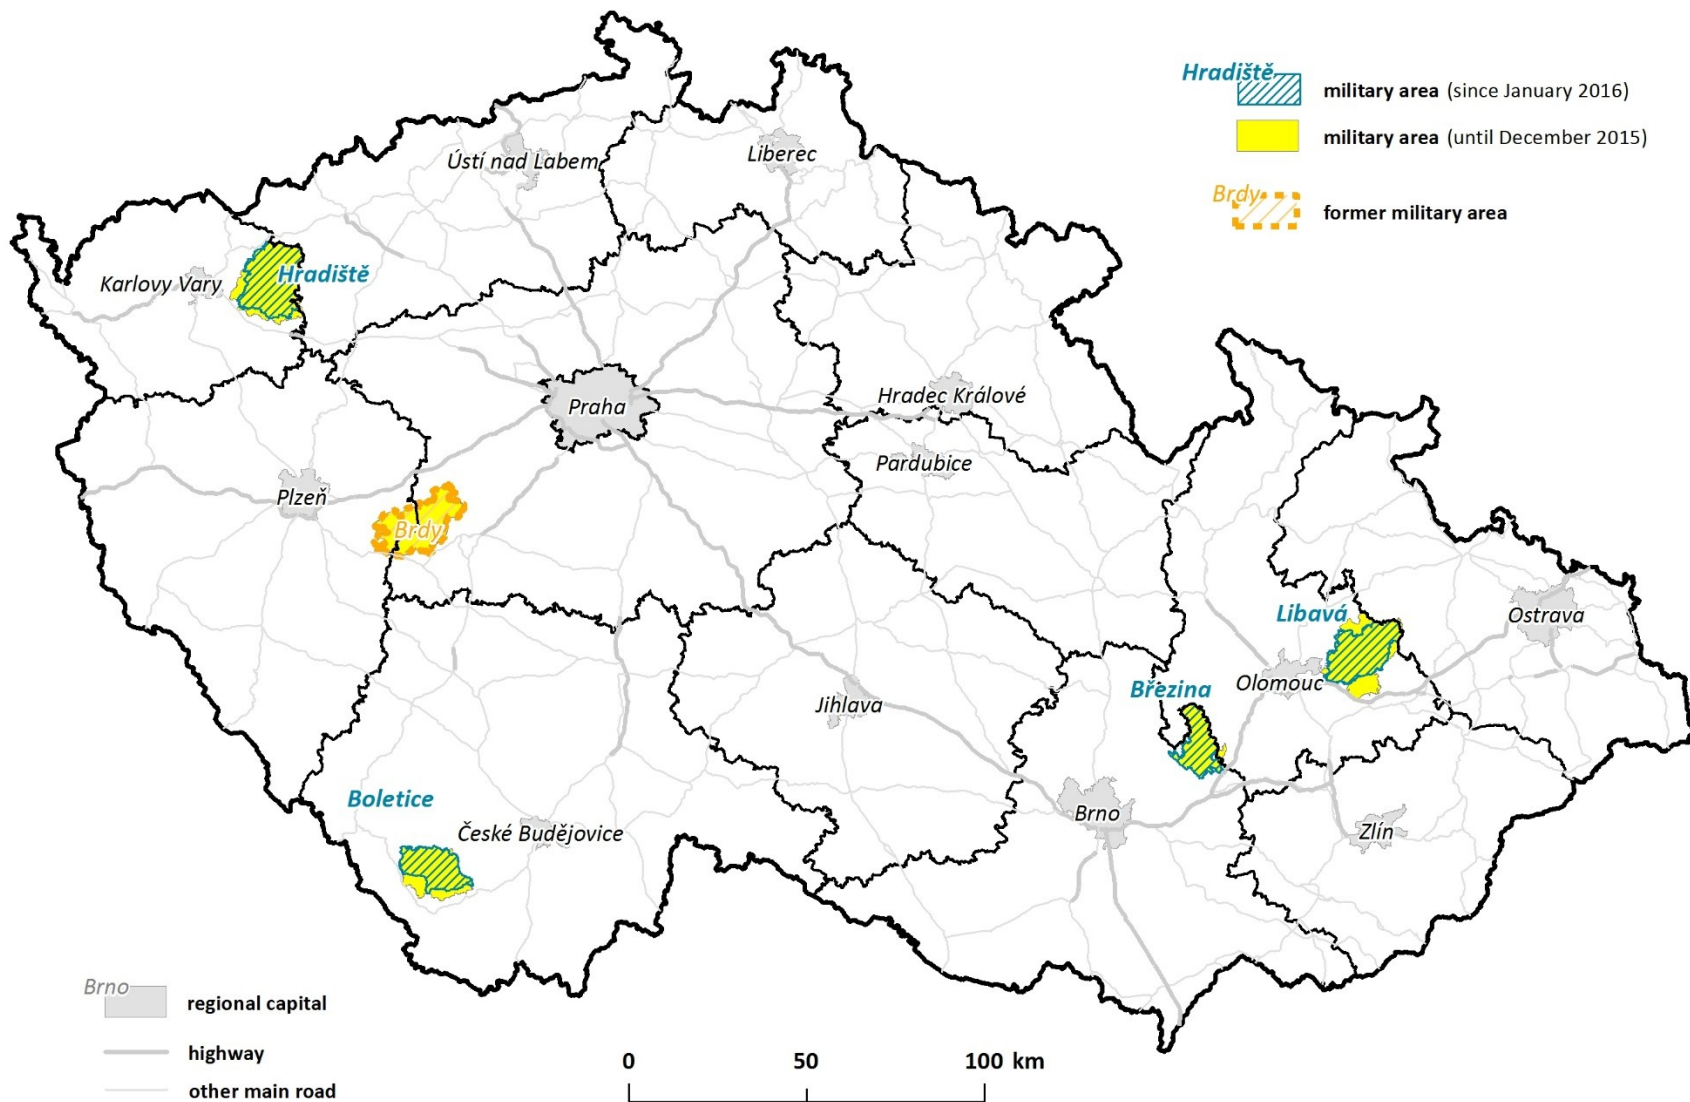 Hradiště
military area (since January 2016)
military area (until December 2015)
Brdy
former military area
Ústí nad Labem
Liberec
Karlovy Vary
Hradiště
Praha
Hradec Králové
Pardubice
Plzeň
Brdy
Libavá
Ostrava
Olomouc
Březina
Jihlava
Boletice
České Budějovice
Brno
Zlín
Brno
regional capital
highway
other main road
0 50 100 km